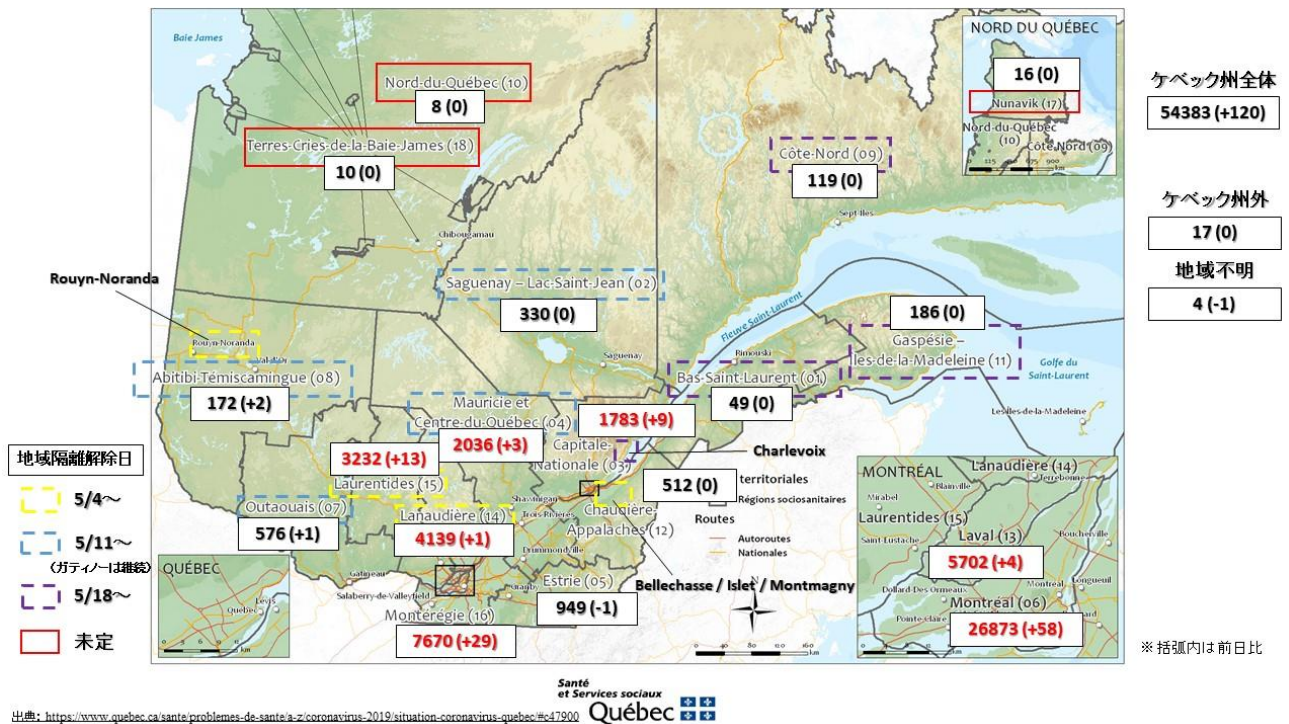 Baie James
NORD DU QUÉBEC
16 (0)
Nunavik (17)
Nord-du-Québec
(10)
Côte-Nord (09)
0 115
900
km
Nord-du-Québec (10)
8 (0)
Terres-Cries-de-la-Baie-James (18)
10 (0)
Côte-Nord (09)
119 (0)
Sept-Îles
Chibougamau
ケベック州全体
54383 (+120)
ケベック州外
17 (0)
地域不明
4 (-1)
Rouyn-Noranda
Saguenay – Lac-Saint-Jean (02)
330 (0)
Fleuve Saint-Laurent
186 (0)
Gaspésie –
Îles-de-la-Madeleine (11)
Golfe du
Saint-Laurent
Rouyn-Noranda
Val-d'Or
Saguenay
Rimouski
Abitibi-Témiscamingue (08)
172 (+2)
Bas-Saint-Laurent (01)
49 (0)
Les Îles-de-la-Madeleine
Mauricie et
Centre-du-Québec (04)
2036 (+3)
1783 (+9)
Capitale-
Nationale (03)
Charlevoix
地域隔離解除日
5/4～
5/11～
(ガティノーは継続)
5/18～
未定
3232 (+13)
Laurentides (15)
512 (0)
territoriales
Régions sociosanitaires
Routes
Autoroutes
Nationales
Outaouais (07)
576 (+1)
Lanaudière (14)
4139 (+1)
Shawinigan
Trois-Rivières
Chaudière-
Appalaches (12)
Drummondville
Bellechasse / Islet / Montmagny
QUÉBEC
Lévis
Québec
km
Gatineau
Salaberry-de-Valleyfield
Granby
Estrie (05)
949 (-1)
Montérégie (16)
7670 (+29)
0 40 80 160
km
MONTRÉAL
Lanaudière (14)
Terrebonne
Blainville
Mirabel
Laurentides (15)
Saint-Eustache
Laval (13)
Boucherville
5702 (+4)
Dollard-Des Ormeaux
Montréal
Longueuil
Montréal (06)
Pointe-Claire
26873 (+58)
km
※括弧内は前日比
出典: https://www.quebec.ca/sante/problemes-de-sante/a-z/coronavirus-2019/situation-coronavirus-quebec/#c47900
Santé
et Services sociaux
Québec